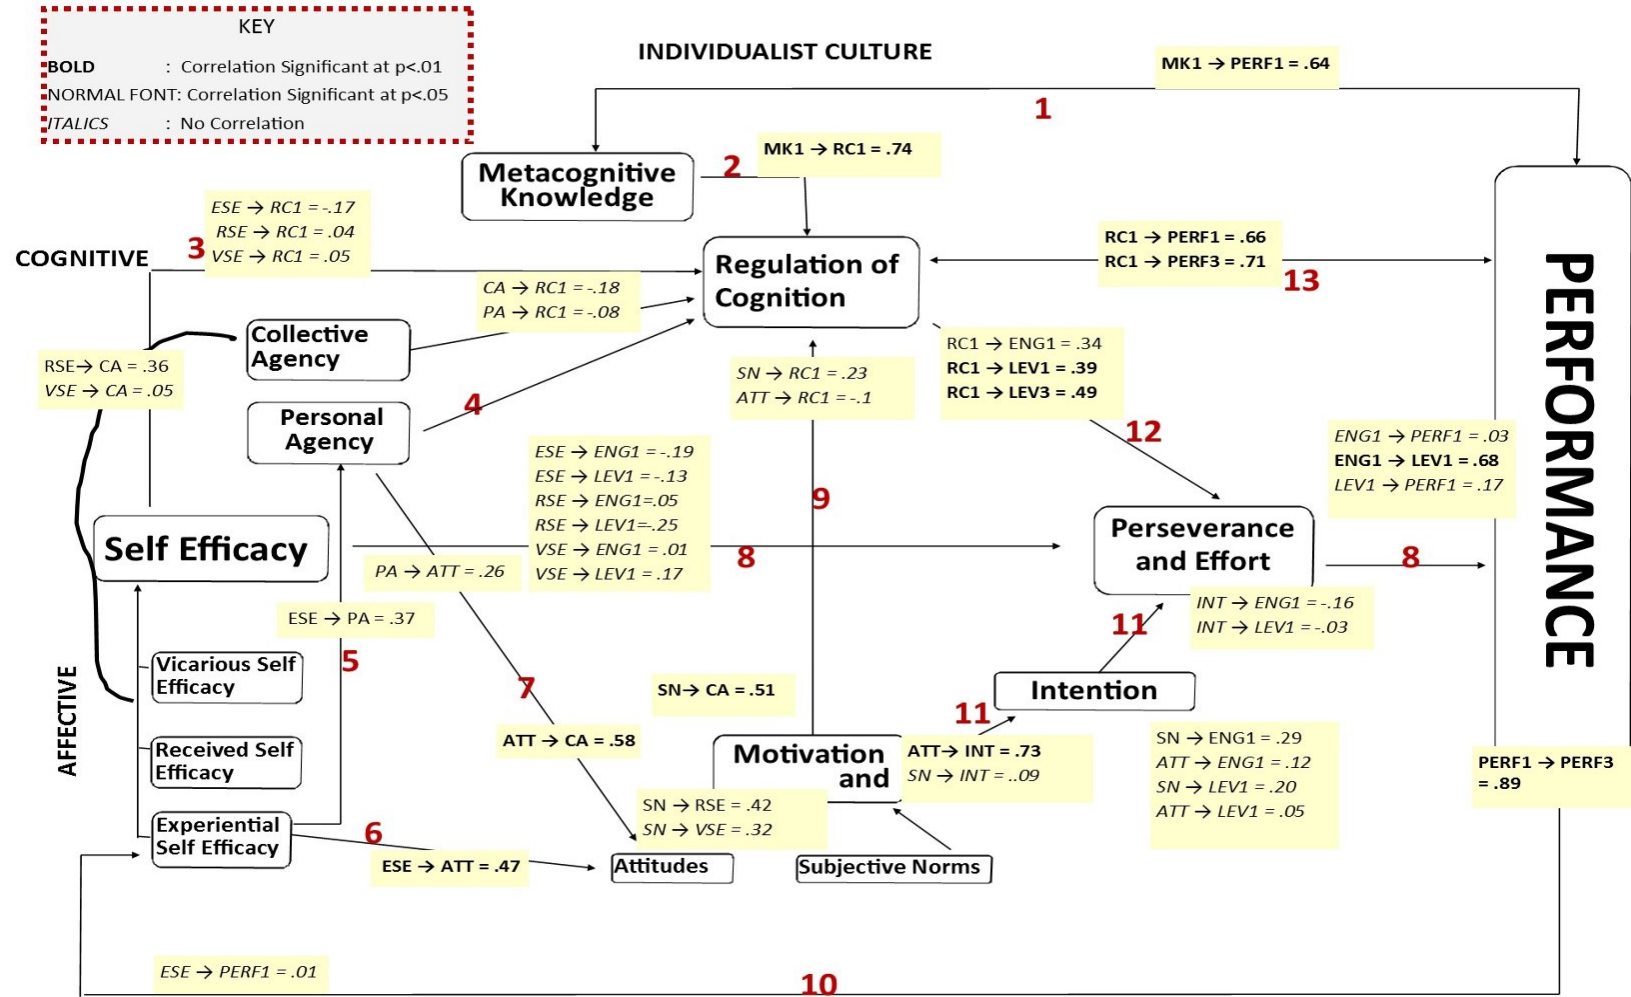 KEY
BOLD : Correlation Significant at p<.01
NORMAL FONT: Correlation Significant at p<.05
ITALICS : No Correlation
INDIVIDUALIST CULTURE
MK1 → PERF1 = .64
1
Metacognitive
Knowledge
2
MK1 → RC1 = .74
COGNITIVE
3
ESE → RC1 = -.17
RSE → RC1 = .04
VSE → RC1 = .05
Regulation of
Cognition
RC1 → PERF1 = .66
RC1 → PERF3 = .71
13
PERFORMANCE
CA → RC1 = -.18
PA → RC1 = -.08
Collective
Agency
RSE→ CA = .36
VSE → CA = .05
Personal
Agency
4
SN → RC1 = .23
ATT → RC1 = -.1
RC1 → ENG1 = .34
RC1 → LEV1 = .39
RC1 → LEV3 = .49
12
ENG1 → PERF1 = .03
ENG1 → LEV1 = .68
LEV1 → PERF1 = .17
ESE → ENG1 = -.19
ESE → LEV1 = -.13
RSE → ENG1=.05
RSE → LEV1=-.25
VSE → ENG1 = .01
VSE → LEV1 = .17
9
Self Efficacy
8
Perseverance
and Effort
8
PA → ATT = .26
ESE → PA = .37
INT → ENG1 = -.16
INT → LEV1 = -.03
11
5
AFFECTIVE
Vicarious Self
Efficacy
7
SN→ CA = .51
Intention
11
Received Self
Efficacy
ATT → CA = .58
Motivation
and
ATT→ INT = .73
SN → INT = ..09
SN → ENG1 = .29
ATT → ENG1 = .12
SN → LEV1 = .20
ATT → LEV1 = .05
PERF1 → PERF3
= .89
SN → RSE = .42
SN → VSE = .32
Experiential
Self Efficacy
6
ESE → ATT = .47
Attitudes
Subjective Norms
ESE → PERF1 = .01
10